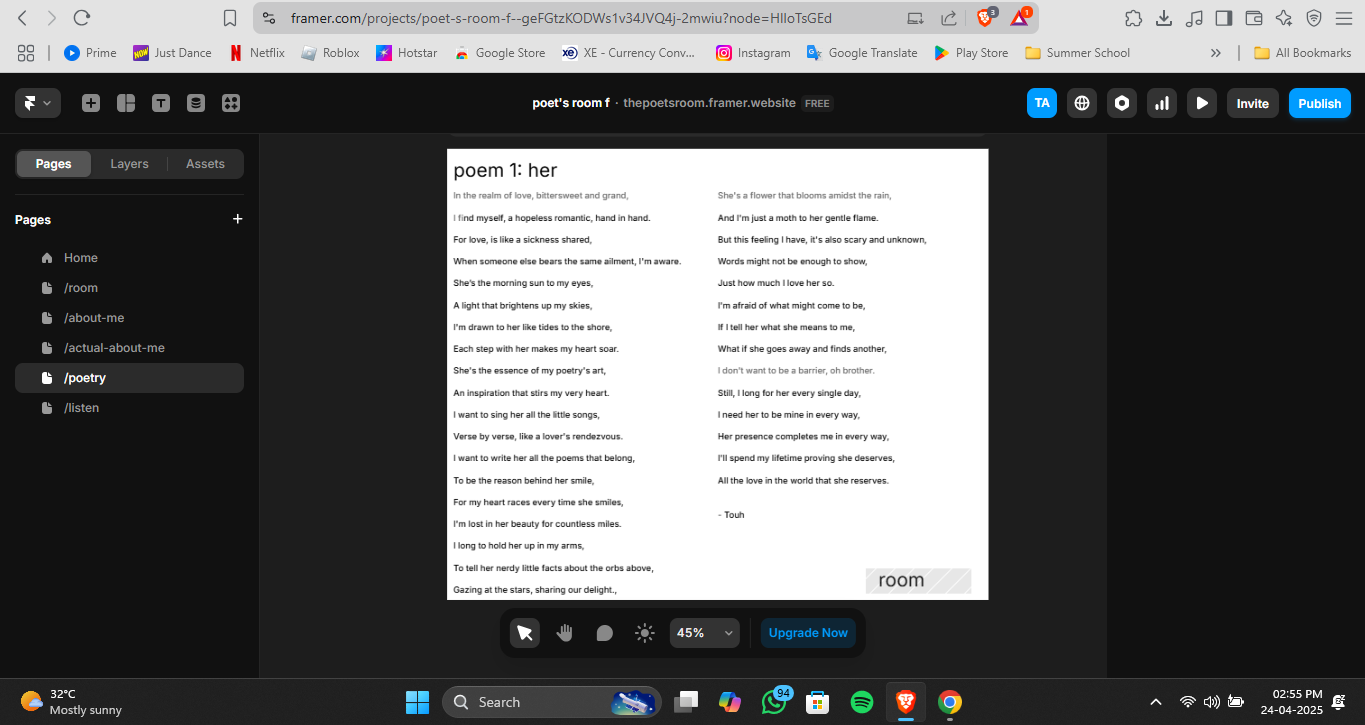 framer.com/projects/poet-s-room-f--geFGtzKODWs1v34JVQ4j-2mwiu?node=HIIoTsGEd
3
1
Prime
NOW
Just Dance
N
Netflix
Roblox
Hotstar
Google Store
xe
XE - Currency Conv...
Instagram
Google Translate
Play Store
Summer School
»
All Bookmarks
T
poet's room f · thepoetsroom.framer.website FREE
TA
Invite
Publish
Pages
Layers
Assets
Pages
+
Home
/room
/about-me
/actual-about-me
/poetry
/listen
poem 1: her
In the realm of love, bittersweet and grand,
I find myself, a hopeless romantic, hand in hand.
For love, is like a sickness shared,
When someone else bears the same ailment, I'm aware.
She's the morning sun to my eyes,
A light that brightens up my skies,
I'm drawn to her like tides to the shore,
Each step with her makes my heart soar.
She's the essence of my poetry's art,
An inspiration that stirs my very heart.
I want to sing her all the little songs,
Verse by verse, like a lover's rendezvous.
I want to write her all the poems that belong,
To be the reason behind her smile,
For my heart races every time she smiles,
I'm lost in her beauty for countless miles.
I long to hold her up in my arms,
To tell her nerdy little facts about the orbs above,
Gazing at the stars, sharing our delight.,
She's a flower that blooms amidst the rain,
And I'm just a moth to her gentle flame.
But this feeling I have, it's also scary and unknown,
Words might not be enough to show,
Just how much I love her so.
I'm afraid of what might come to be,
If I tell her what she means to me,
What if she goes away and finds another,
I don't want to be a barrier, oh brother.
Still, I long for her every single day,
I need her to be mine in every way,
Her presence completes me in every way,
I'll spend my lifetime proving she deserves,
All the love in the world that she reserves.
- Touh
room
45%
Upgrade Now
32°C
Mostly sunny
Search
94
02:55 PM
24-04-2025